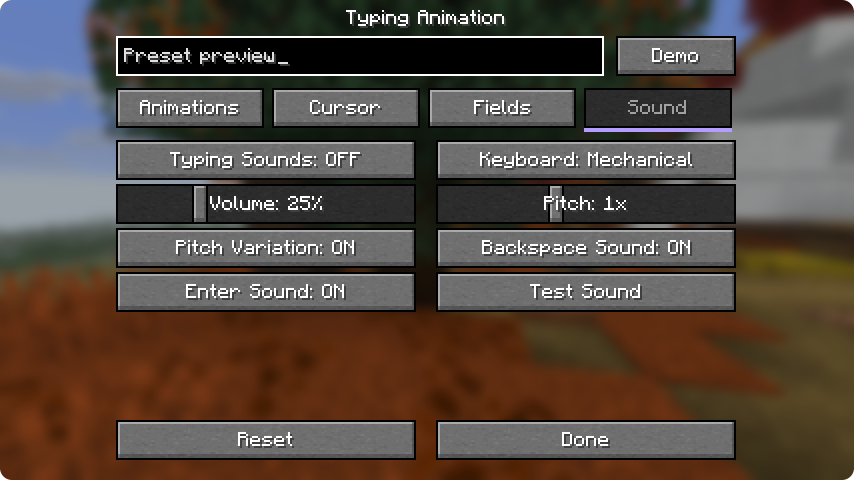 Typing Animation
Preset preview_
Demo
Animations
Cursor
Fields
Sound
Typing Sounds: OFF
Keyboard: Mechanical
Volume: 25%
Pitch: 1x
Pitch Variation: ON
Backspace Sound: ON
Enter Sound: ON
Test Sound
Reset
Done